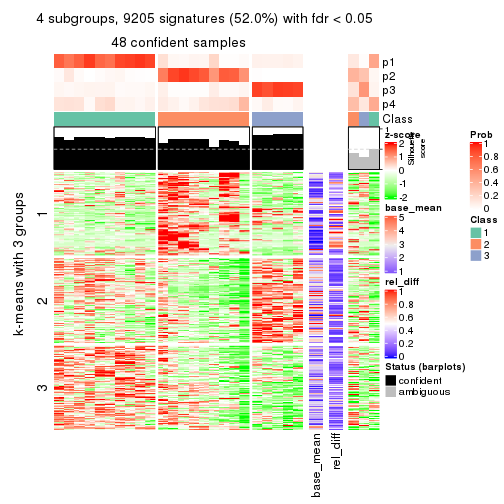 4 subgroups, 9205 signatures (52.0%) with fdr < 0.05
48 confident samples
p1
p2
p3
p4
Class
1
Silhouette
score
k-means with 3 groups
1
2
3
base_mean
rel_diff
z-score
2
1
0
-1
-2
base_mean
5
4
3
2
1
rel_diff
1
0.8
0.6
0.4
0.2
0
Status (barplots)
confident
ambiguous
Prob
1
0.8
0.6
0.4
0.2
0
Class
1
2
3